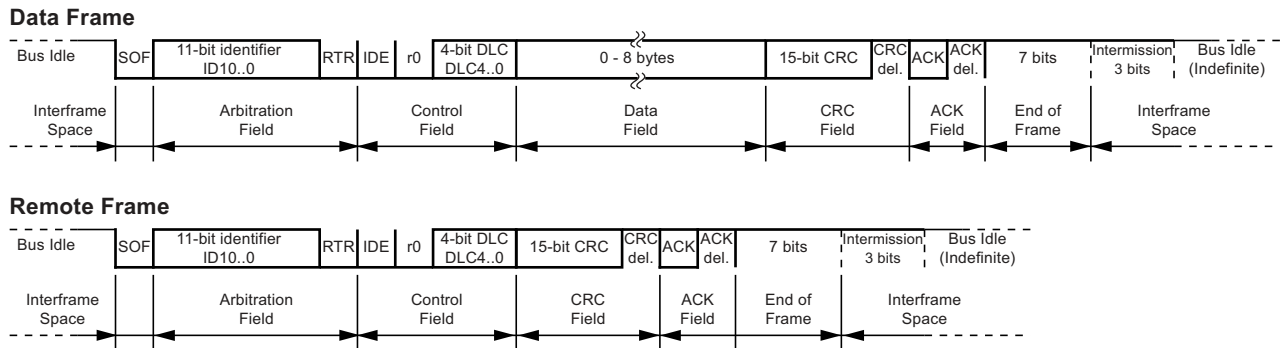 Data Frame
Bus Idle SOF 11-bit identifier ID10..0 RTR IDE r0 4-bit DLC DLC4..0 0 - 8 bytes 15-bit CRC CRC del. ACK ACK del. 7 bits Intermission 3 bits Bus Idle (Indefinite)
Interframe Space Arbitration Field Control Field Data Field CRC Field ACK Field End of Frame Interframe Space
Remote Frame
Bus Idle SOF 11-bit identifier ID10..0 RTR IDE r0 4-bit DLC DLC4..0 15-bit CRC CRC del. ACK ACK del. 7 bits Intermission 3 bits Bus Idle (Indefinite)
Interframe Space Arbitration Field Control Field CRC Field ACK Field End of Frame Interframe Space